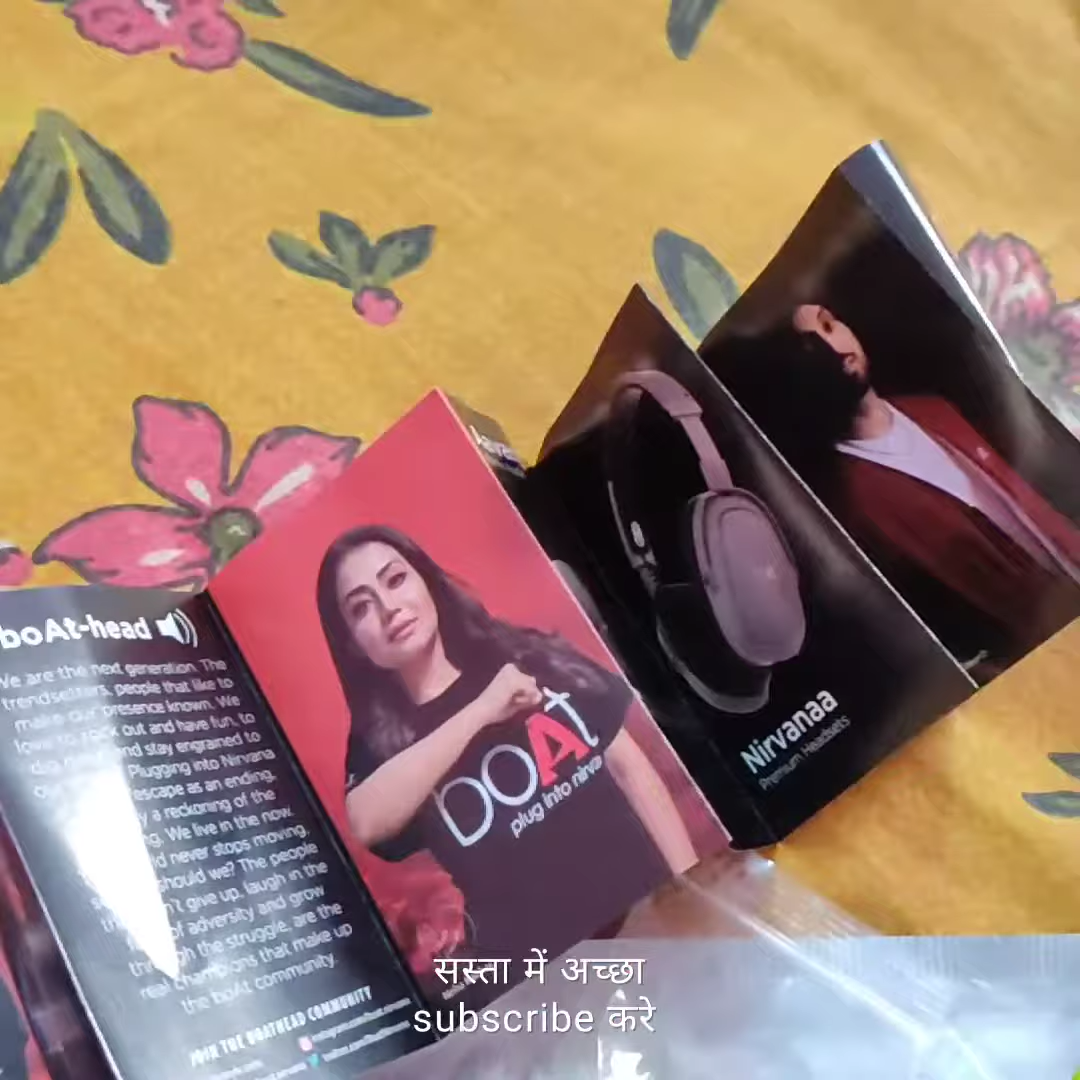 boAt-head
We are the next generation. The
trendsetters, people that like to
make our presence known. We
out and have fun, to
and stay engrained to
Plugging into Nirvana
escape as an ending,
a reckoning of the
We live in the now.
never stops moving,
should we? The people
give up, laugh in the
of adversity and grow
through the struggle, are the
real champions that make up
the boAt community.
JOIN THE BOATHEAD COMMUNITY
boAt
plug into nirva
Nirvanaa
Premium Headsets
सस्ता में अच्छा
subscribe करे